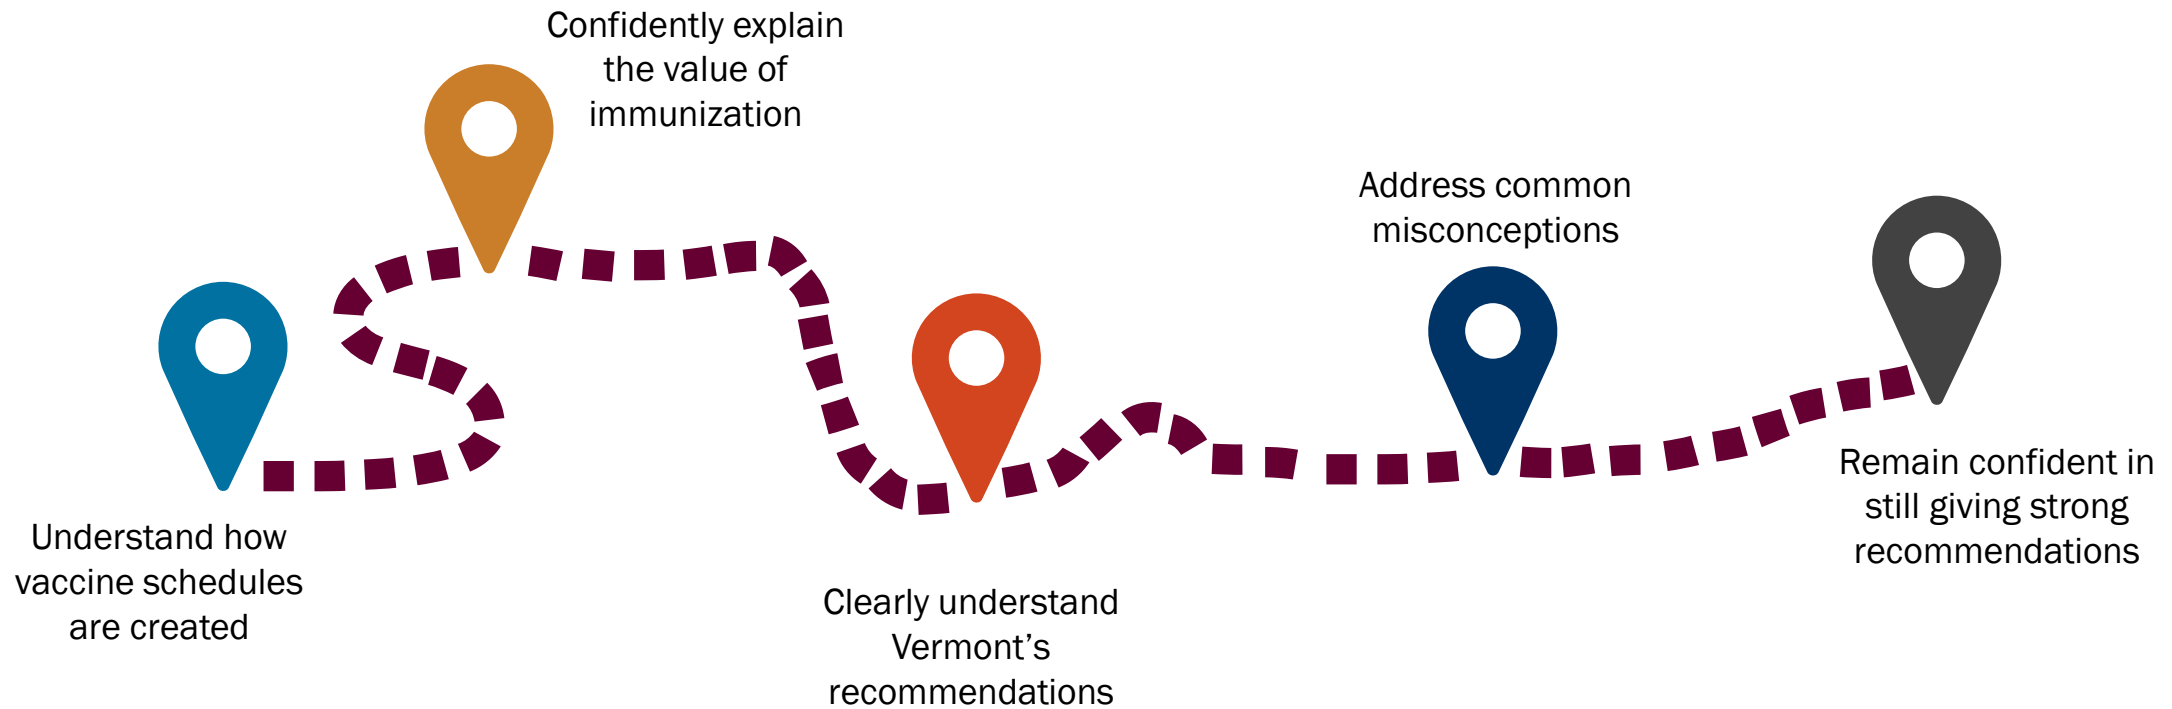 Confidently explain
the value of
immunization
Address common
misconceptions
Understand how
vaccine schedules
are created
Clearly understand
Vermont’s
recommendations
Remain confident in
still giving strong
recommendations